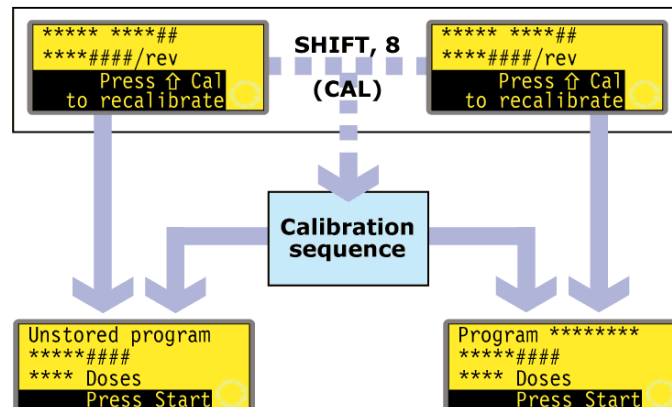 ***** ****##
****####/rev
Press ⇧ Cal
to recalibrate
SHIFT, 8
(CAL)
***** ****##
****####/rev
Press ⇧ Cal
to recalibrate
Calibration
sequence
Unstored program
*****####
**** Doses
Press Start
Program ********
*****####
**** Doses
Press Start